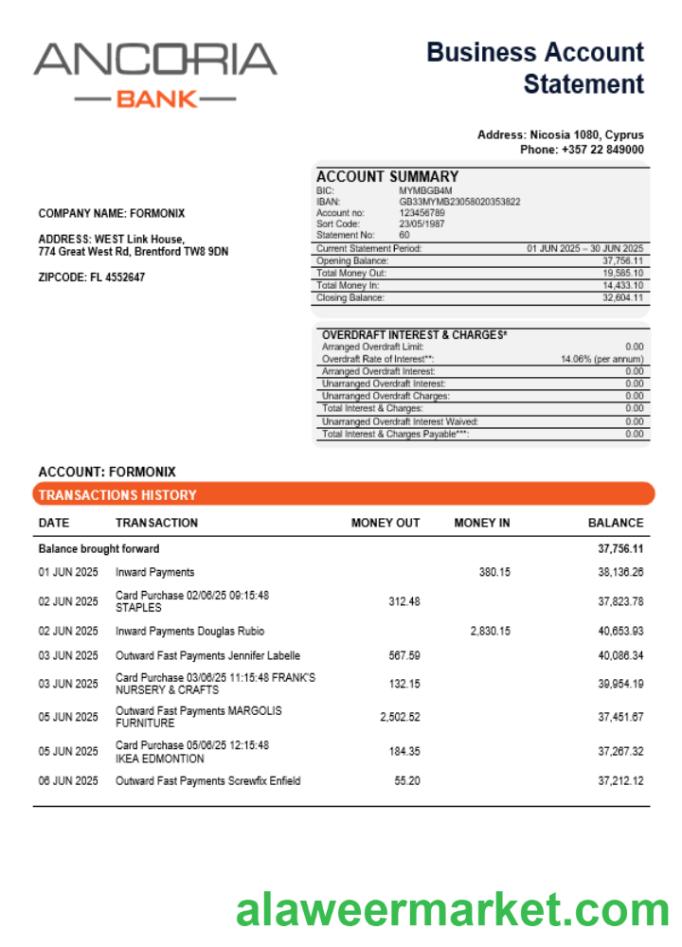 ANCORIA
BANK
Business Account
Statement
Address: Nicosia 1080, Cyprus
Phone: +357 22 849000
COMPANY NAME: FORMONIX
ADDRESS: WEST Link House,
774 Great West Rd, Brentford TW8 9DN
ZIPCODE: FL 4552647
ACCOUNT SUMMARY
BIC: MYMBGB4M
IBAN: GB33MYMB23058020353822
Account no: 123456789
Sort Code: 23/05/1987
Statement No: 60
Current Statement Period: 01 JUN 2025 – 30 JUN 2025
Opening Balance: 37,756.11
Total Money Out: 19,585.10
Total Money In: 14,433.10
Closing Balance: 32,604.11
OVERDRAFT INTEREST & CHARGES*
Arranged Overdraft Limit: 0.00
Overdraft Rate of Interest**: 14.06% (per annum)
Arranged Overdraft Interest: 0.00
Unarranged Overdraft Interest: 0.00
Unarranged Overdraft Charges: 0.00
Total Interest & Charges: 0.00
Unarranged Overdraft Interest Waived: 0.00
Total Interest & Charges Payable***: 0.00
ACCOUNT: FORMONIX
TRANSACTIONS HISTORY
DATE TRANSACTION MONEY OUT MONEY IN BALANCE
Balance brought forward 37,756.11
01 JUN 2025 Inward Payments 380.15 38,136.26
02 JUN 2025 Card Purchase 02/06/25 09:15:48 312.48 37,823.78
STAPLES
02 JUN 2025 Inward Payments Douglas Rubio 2,830.15 40,653.93
03 JUN 2025 Outward Fast Payments Jennifer Labelle 567.59 40,086.34
03 JUN 2025 Card Purchase 03/06/25 11:15:48 FRANK'S 132.15 39,954.19
NURSERY & CRAFTS
05 JUN 2025 Outward Fast Payments MARGOLIS 2,502.52 37,451.67
FURNITURE
05 JUN 2025 Card Purchase 05/06/25 12:15:48 184.35 37,267.32
IKEA EDMONTION
06 JUN 2025 Outward Fast Payments Screwfix Enfield 55.20 37,212.12
alaweermarket.com